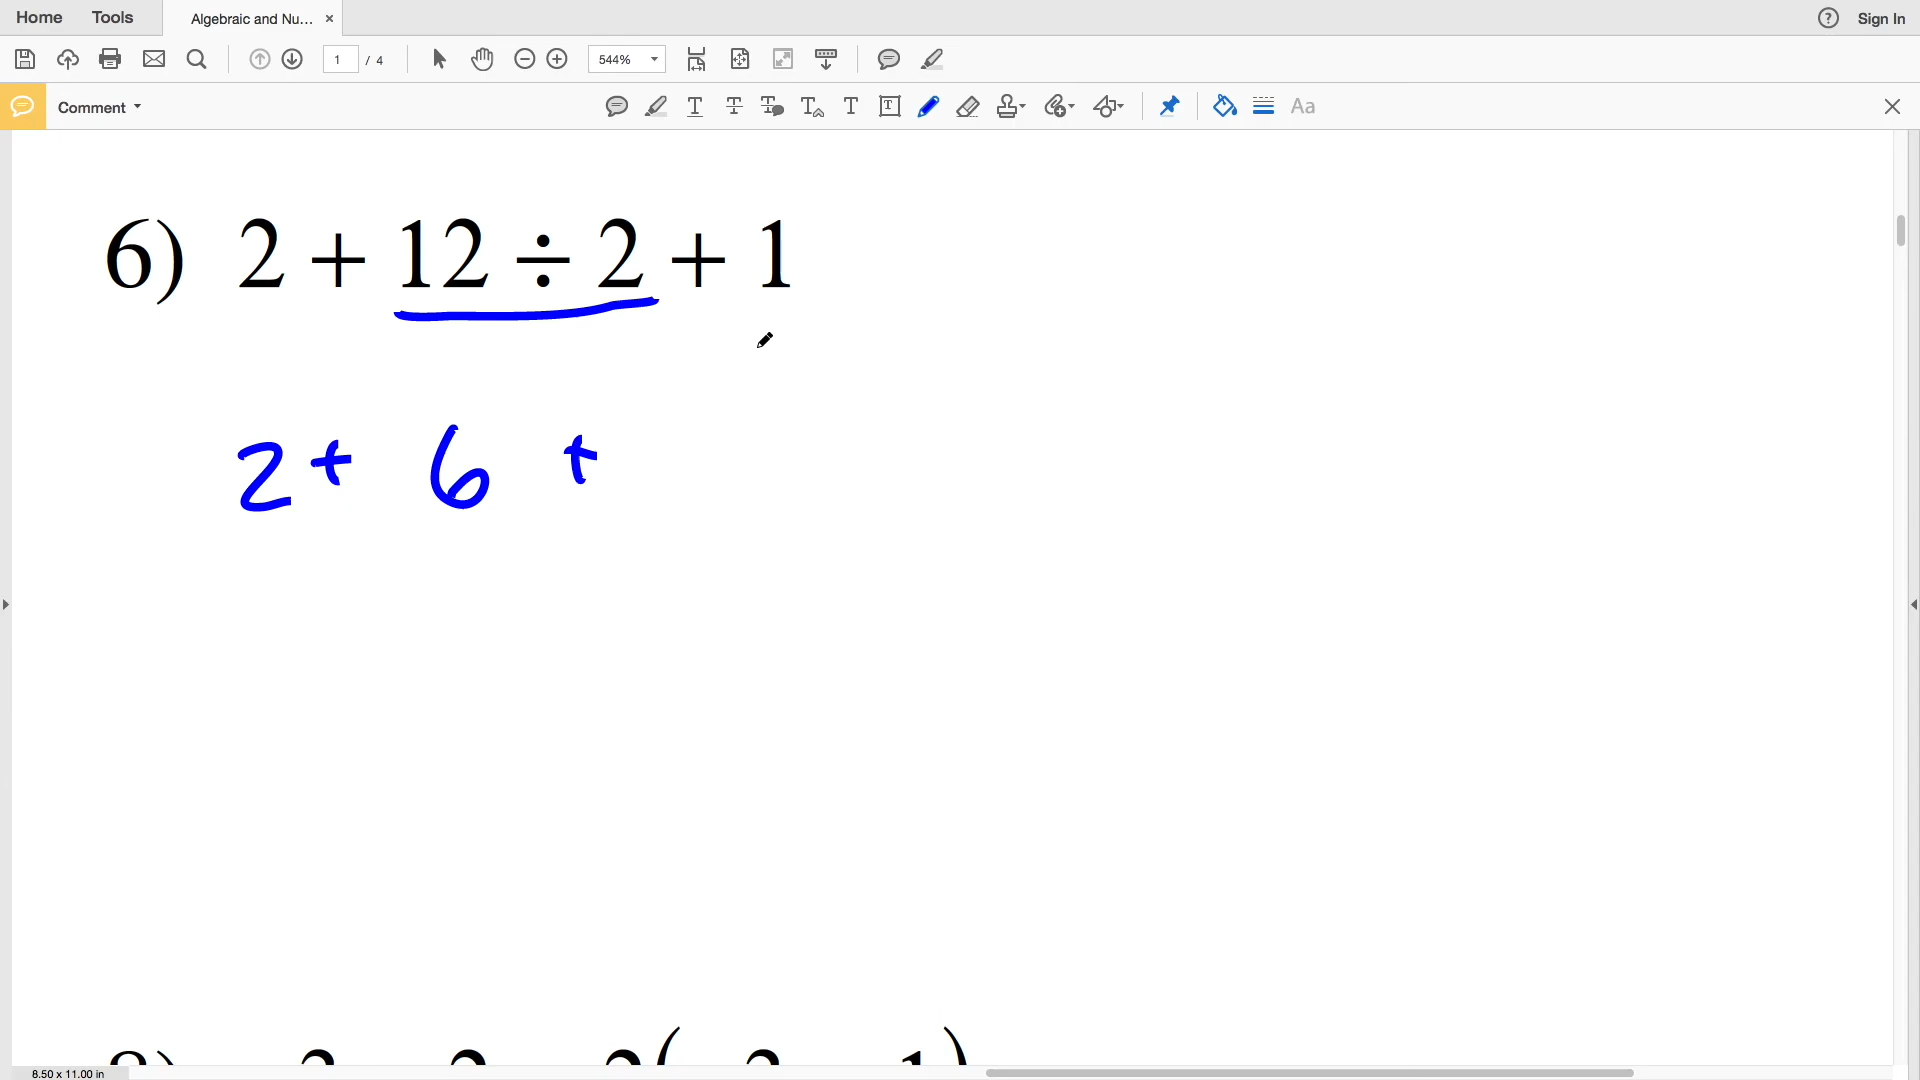 Home Tools Algebraic and Nu... × ? Sign In
1 / 4 544%
Comment T T T T T T Aa
6) 2 + 12 ÷ 2 + 1
2 + 6 +
8.50 x 11.00 in